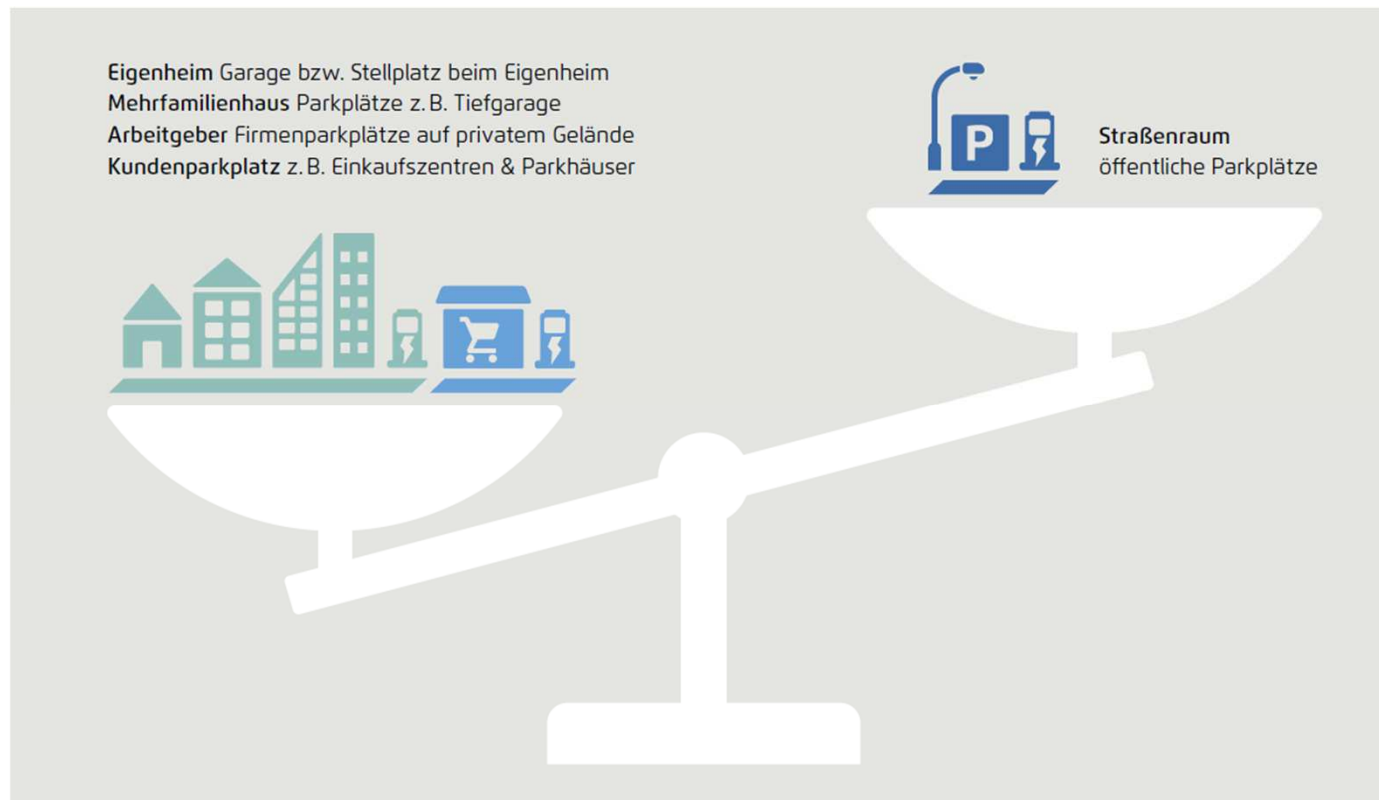 Eigenheim Garage bzw. Stellplatz beim Eigenheim
Mehrfamilienhaus Parkplätze z. B. Tiefgarage
Arbeitgeber Firmenparkplätze auf privatem Gelände
Kundenparkplatz z. B. Einkaufszentren & Parkhäuser
P
Straßenraum
öffentliche Parkplätze